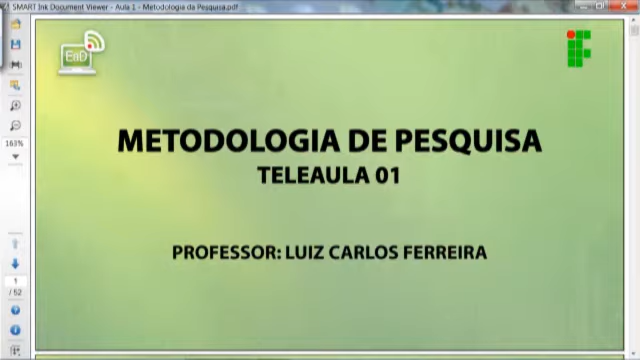 SMART Ink Document Viewer - Aula 1 - Metodologia da Pesquisa.pdf
EaD
METODOLOGIA DE PESQUISA
TELEAULA 01
163%
PROFESSOR: LUIZ CARLOS FERREIRA
1
/ 52